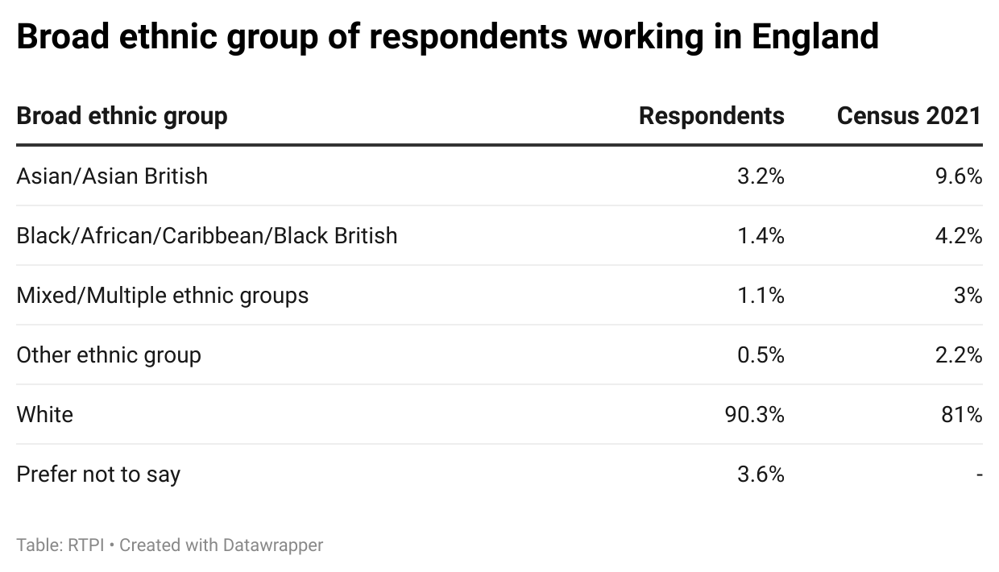 Broad ethnic group of respondents working in England
Broad ethnic group Respondents Census 2021
Asian/Asian British 3.2% 9.6%
Black/African/Caribbean/Black British 1.4% 4.2%
Mixed/Multiple ethnic groups 1.1% 3%
Other ethnic group 0.5% 2.2%
White 90.3% 81%
Prefer not to say 3.6% -
Table: RTPI • Created with Datawrapper